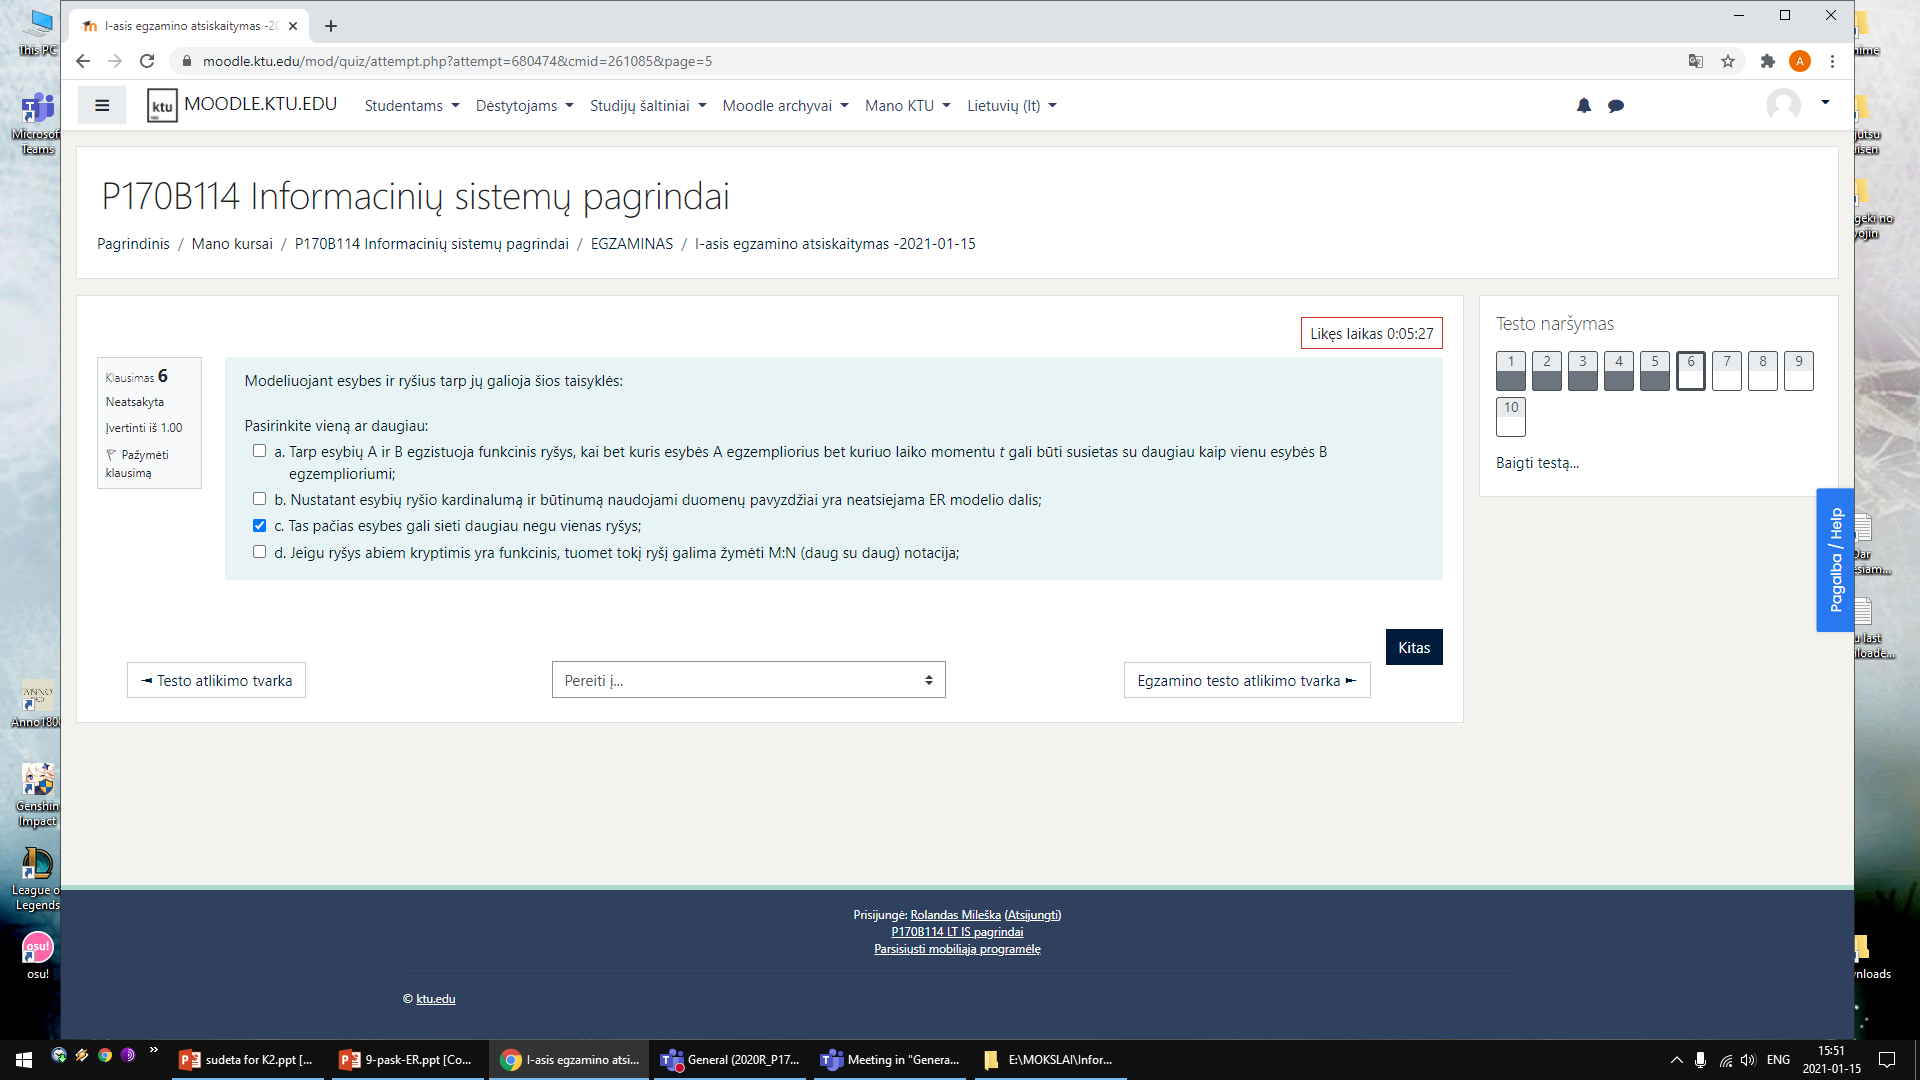 This PC
I-asis egzamino atsiskaitymas -20
moodle.ktu.edu/mod/quiz/attempt.php?attempt=680474&cmid=261085&page=5
A
Microsof
Teams
ktu
MOODLE.KTU.EDU
Studentams
Dėstytojams
Studijų šaltiniai
Moodle archyvai
Mano KTU
Lietuvių (lt)
P170B114 Informacinių sistemų pagrindai
Pagrindinis / Mano kursai / P170B114 Informacinių sistemų pagrindai / EGZAMINAS / I-asis egzamino atsiskaitymas -2021-01-15
Likęs laikas 0:05:27
Klausimas 6
Neatsakyta
Įvertinti iš 1.00
Pažymėti
klausimą
Modeliuojant esybes ir ryšius tarp jų galioja šios taisyklės:
Pasirinkite vieną ar daugiau:
a. Tarp esybių A ir B egzistuoja funkcinis ryšys, kai bet kuris esybės A egzempliorius bet kuriuo laiko momentu t gali būti susietas su daugiau kaip vienu esybės B
egzemplioriumi;
b. Nustatant esybių ryšio kardinalumą ir būtinumą naudojami duomenų pavyzdžiai yra neatsiejama ER modelio dalis;
c. Tas pačias esybes gali sieti daugiau negu vienas ryšys;
d. Jeigu ryšys abiem kryptimis yra funkcinis, tuomet tokį ryšį galima žymėti M:N (daug su daug) notacija;
Kitas
◄ Testo atlikimo tvarka
Pereiti į...
Egzamino testo atlikimo tvarka ►
Testo naršymas
1 2 3 4 5 6 7 8 9
10
Baigti testą...
Pagalba / Help
Anno180
Genshin
Impact
League o
Legends
osu!
osu!
Prisijungė: Rolandas Mileška (Atsijungti)
P170B114 LT IS pagrindai
Parsisiųsti mobiliąją programėlę
© ktu.edu
sudeta for K2.ppt [...
9-pask-ER.ppt [Co...
I-asis egzamino atsi...
General (2020R_P17...
Meeting in "Genera...
E:\MOKSLAI\Infor...
ENG
15:51
2021-01-15